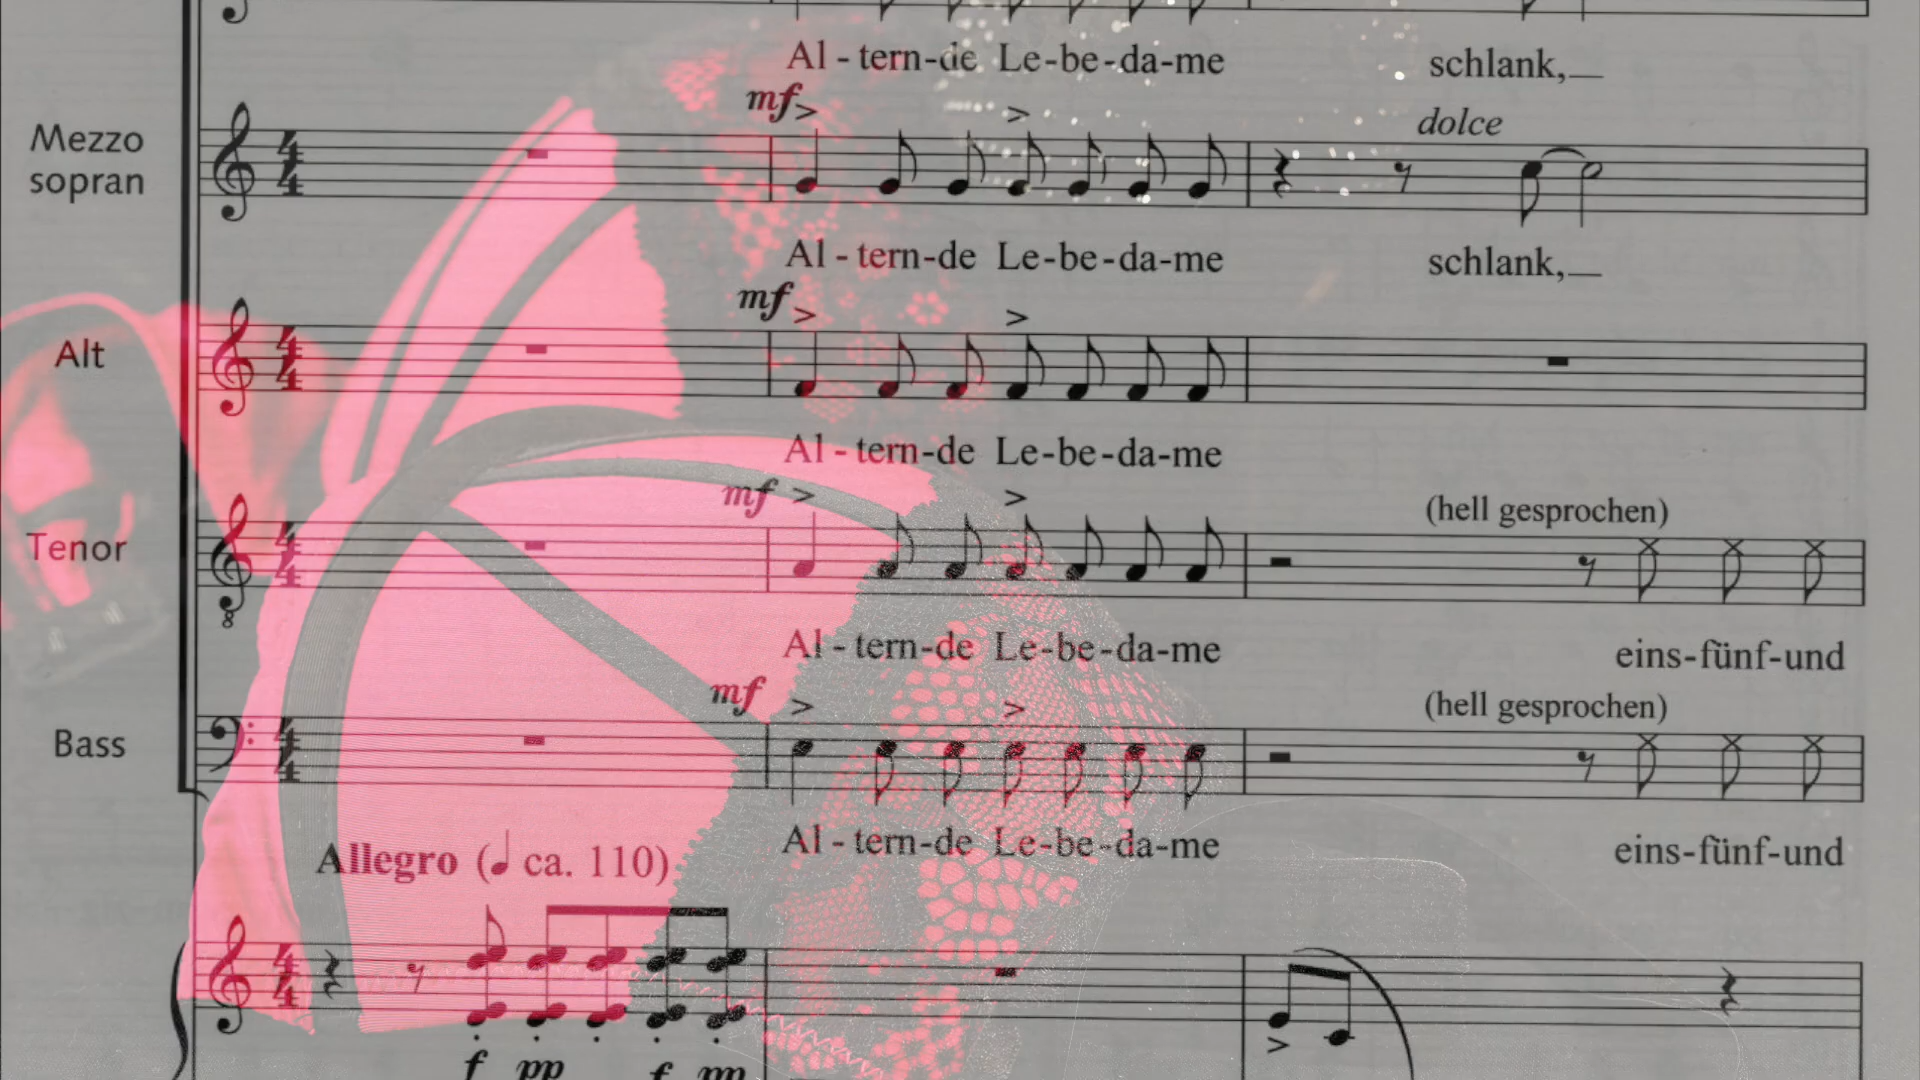 Al - tern-de Le-be-da-me schlank,
mf
dolce
Mezzo
sopran
Al - tern-de Le-be-da-me schlank,
mf
Alt
Al - tern-de Le-be-da-me
mf
(hell gesprochen)
Tenor
8
Al - tern-de Le-be-da-me eins-fünf-und
mf
(hell gesprochen)
Bass
Al - tern-de Le-be-da-me eins-fünf-und
Allegro (♩ ca. 110)
f pp f pp